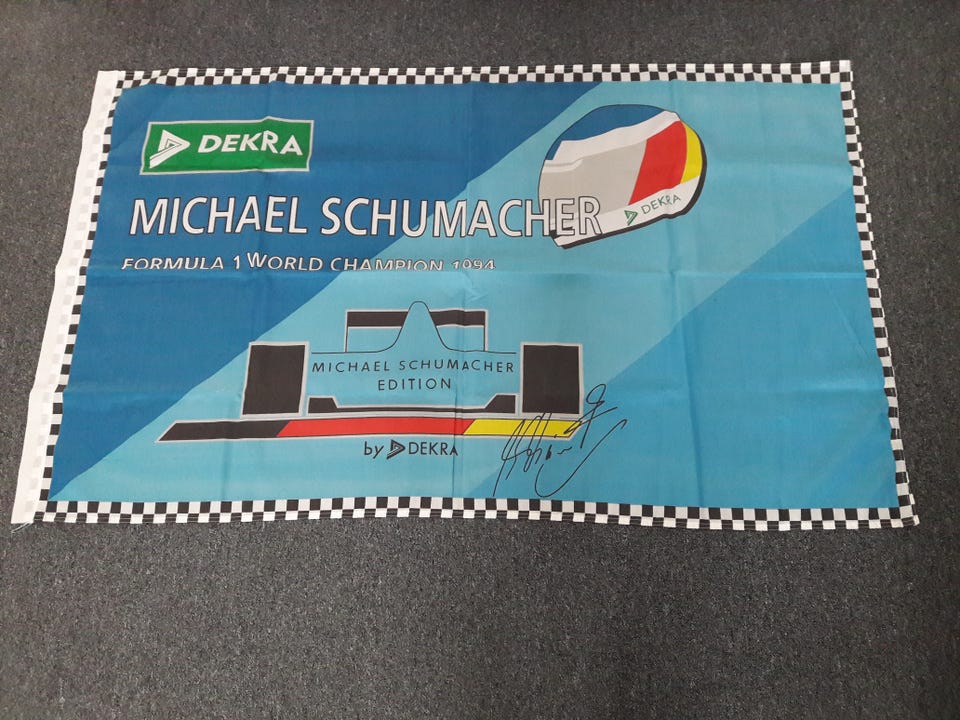 DEKRA
MICHAEL SCHUMACHER
FORMULA 1 WORLD CHAMPION 1994
DEKRA
MICHAEL SCHUMACHER
EDITION
by DEKRA